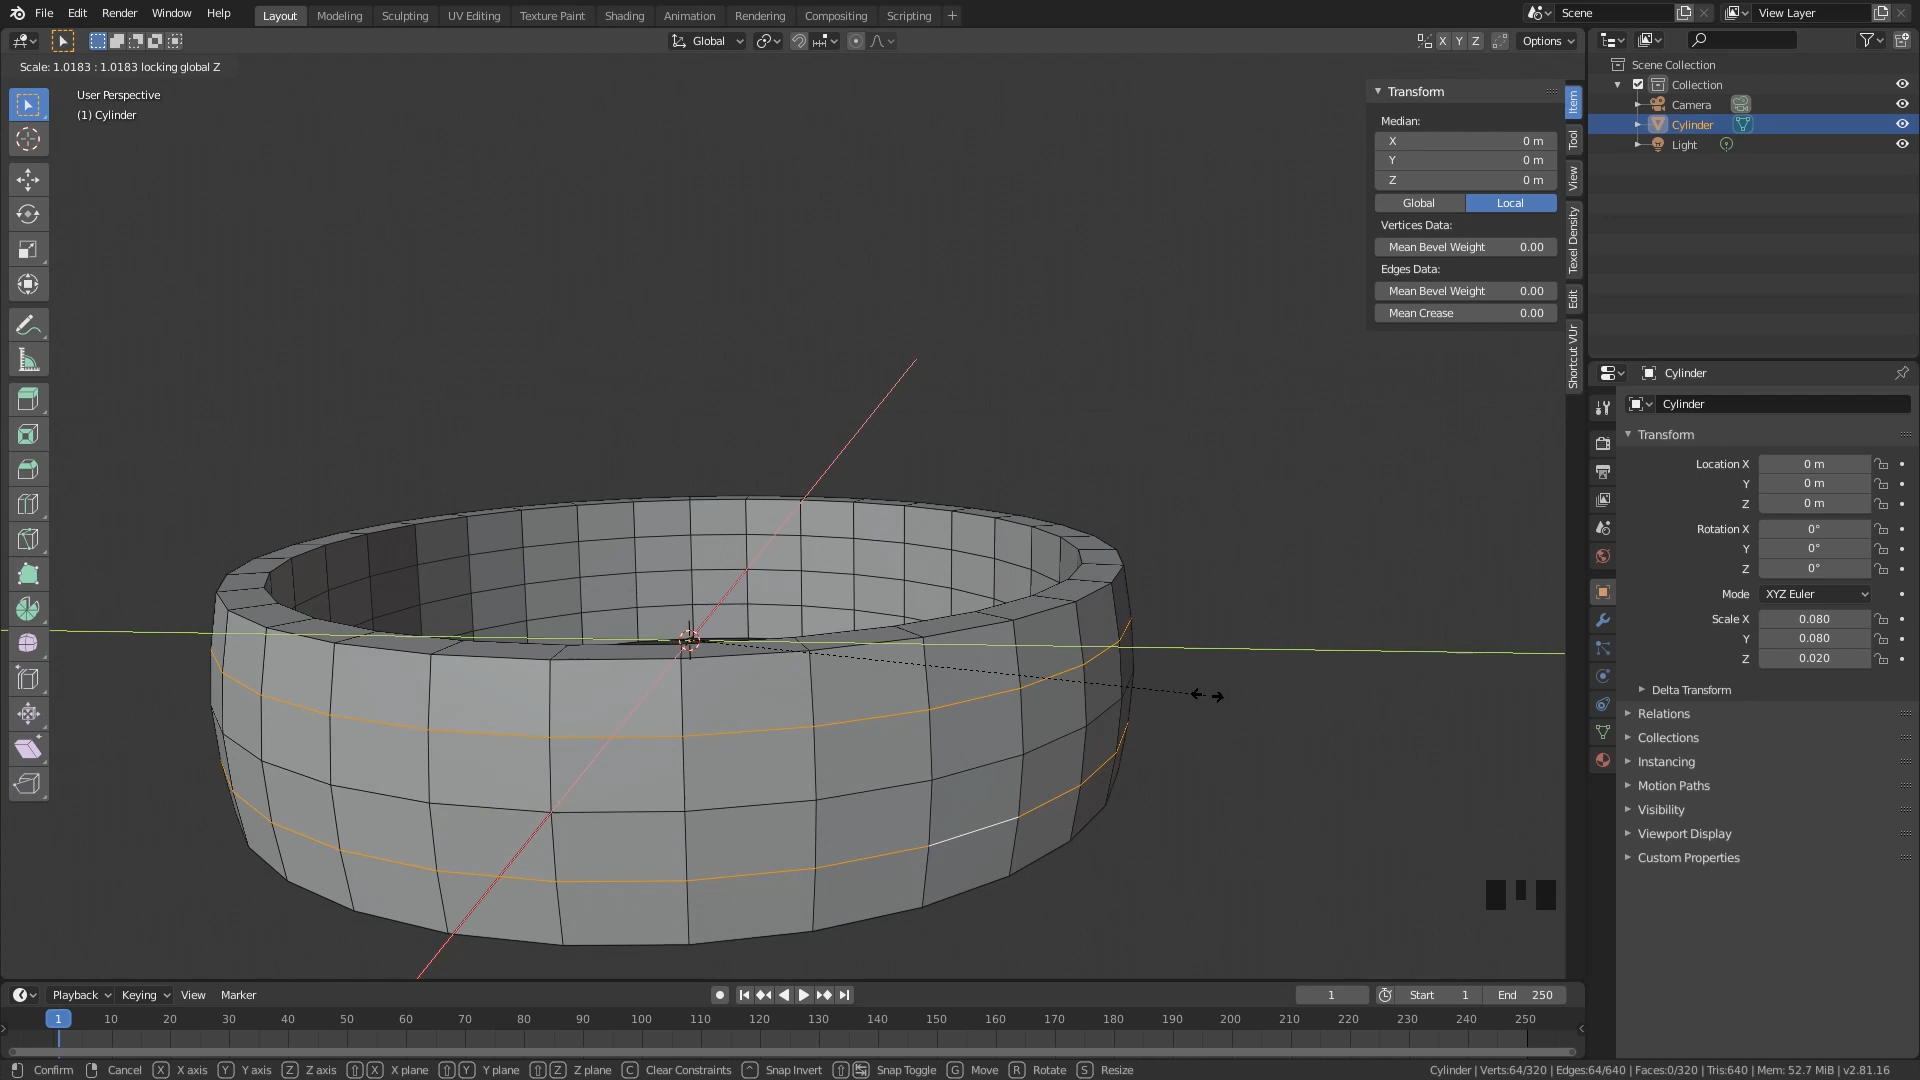 File Edit Render Window Help Layout Modeling Sculpting UV Editing Texture Paint Shading Animation Rendering Compositing Scripting + Scene View Layer
Global X Y Z Options
Scale: 1.0183 : 1.0183 locking global Z
User Perspective
(1) Cylinder
Transform
Median:
X 0 m
Y 0 m
Z 0 m
Global Local
Vertices Data:
Mean Bevel Weight 0.00
Edges Data:
Mean Bevel Weight 0.00
Mean Crease 0.00
Item
Tool
View
Texel Density
Edit
Shortcut VUr
Scene Collection
Collection
Camera
Cylinder
Light
Cylinder
Cylinder
Transform
Location X 0 m
Y 0 m
Z 0 m
Rotation X 0°
Y 0°
Z 0°
Mode XYZ Euler
Scale X 0.080
Y 0.080
Z 0.020
Delta Transform
Relations
Collections
Instancing
Motion Paths
Visibility
Viewport Display
Custom Properties
Playback Keying View Marker 1 Start 1 End 250
1 10 20 30 40 50 60 70 80 90 100 110 120 130 140 150 160 170 180 190 200 210 220 230 240 250
Confirm Cancel X X axis Y Y axis Z Z axis X X plane Y Y plane Z Z plane C Clear Constraints ^ Snap Invert Snap Toggle G Move R Rotate S Resize Cylinder | Verts:64/320 | Edges:64/640 | Faces:0/320 | Tris:640 | Mem: 52.7 MiB | v2.81.16